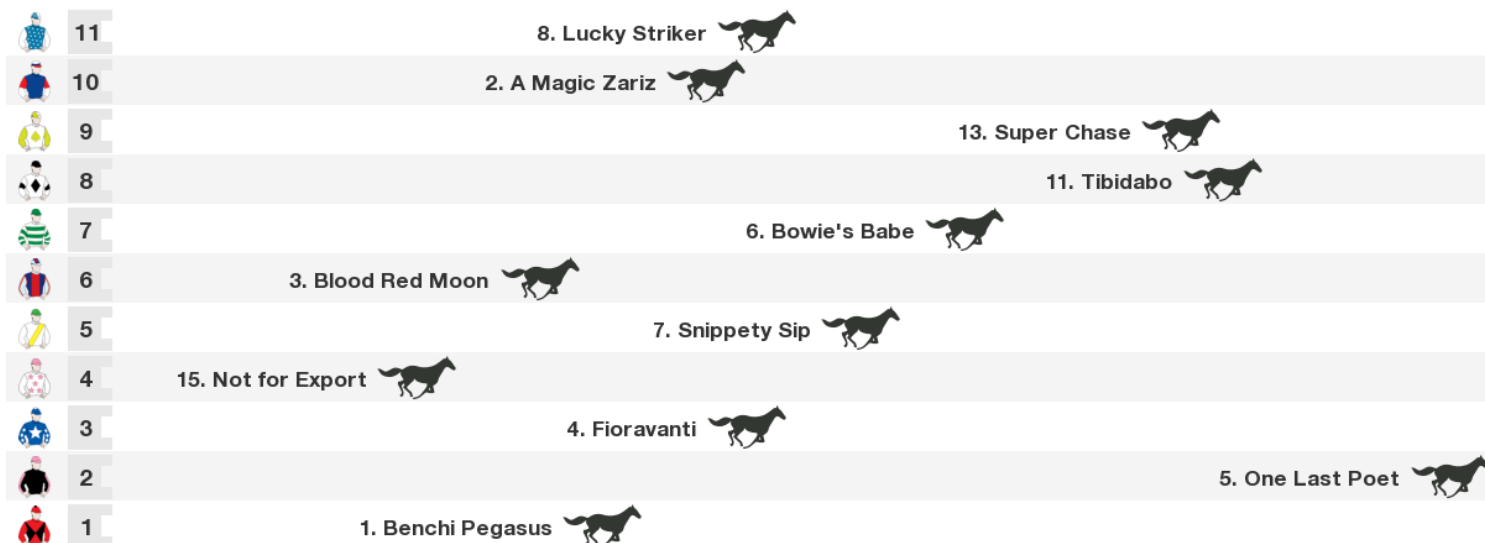 11 8. Lucky Striker
10 2. A Magic Zariz
9 13. Super Chase
8 11. Tibidabo
7 6. Bowie's Babe
6 3. Blood Red Moon
5 7. Snippety Sip
4 15. Not for Export
3 4. Fioravanti
2 5. One Last Poet
1 1. Benchi Pegasus